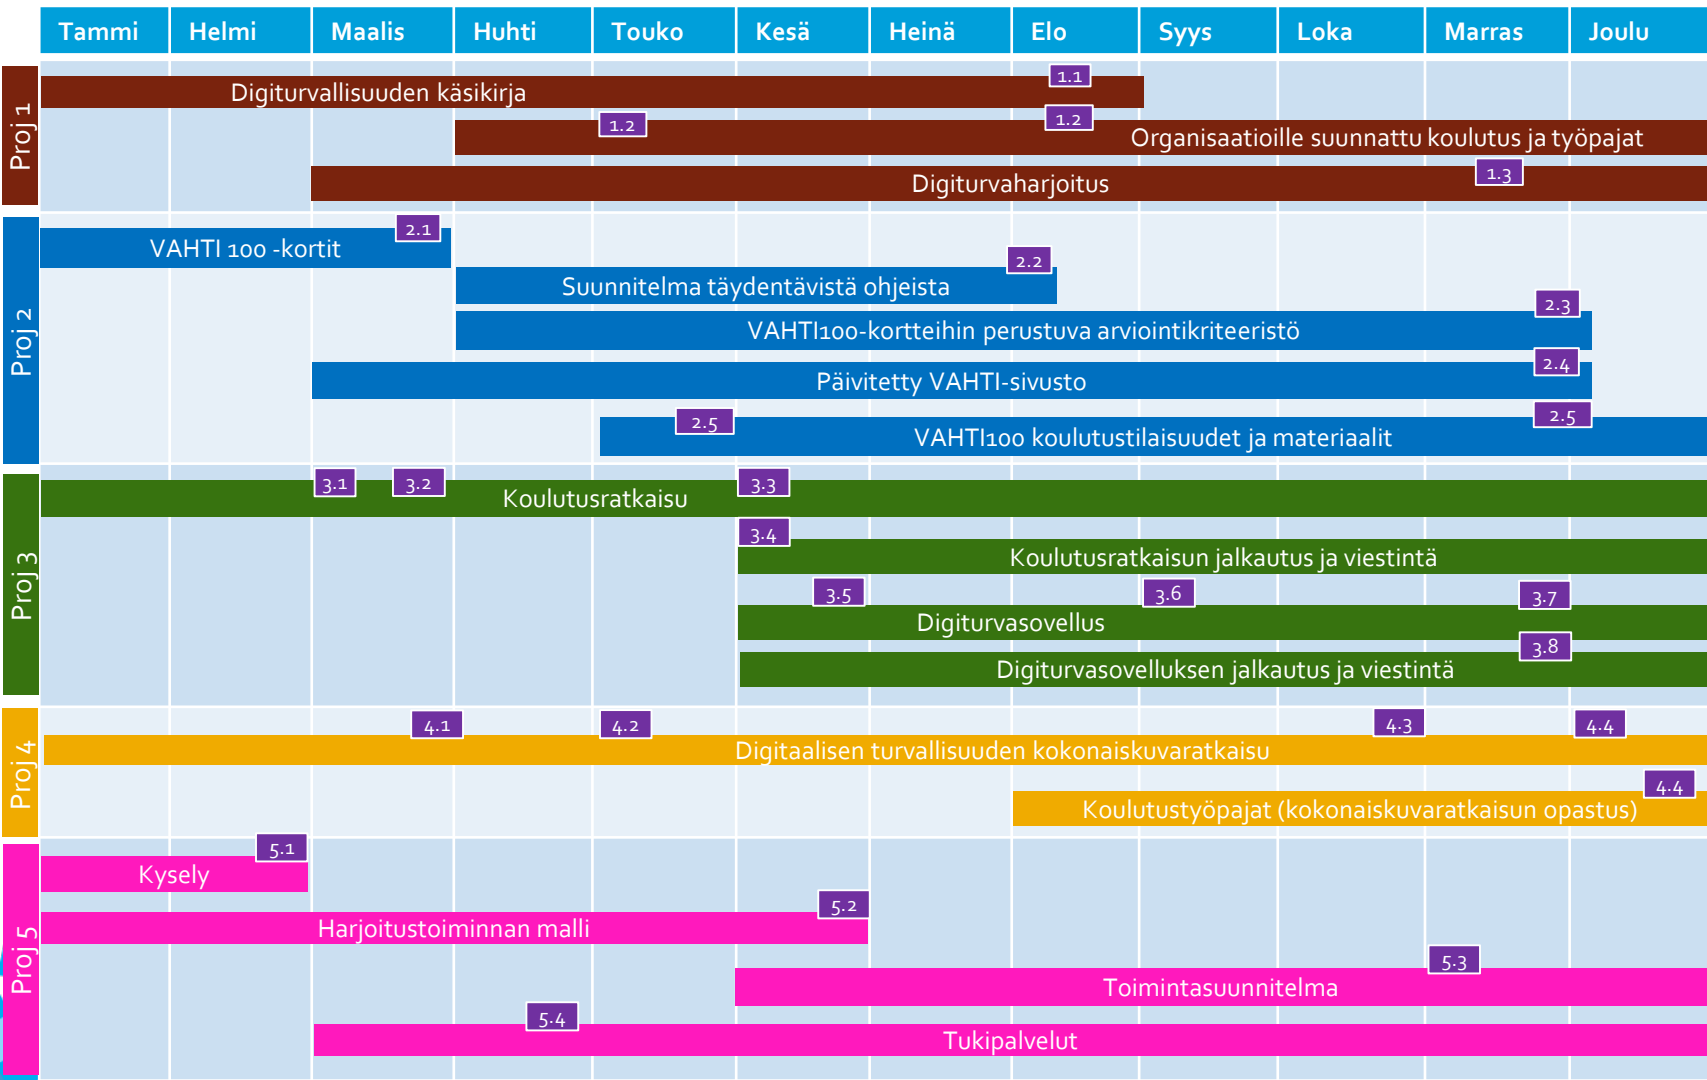 Tammi Helmi Maalis Huhti Touko Kesä Heinä Elo Syys Loka Marras Joulu
Proj 1
1.1
Digiturvallisuuden käsikirja
1.2 1.2
Organisaatioille suunnattu koulutus ja työpajat
1.3
Digiturvaharjoitus
Proj 2
2.1
VAHTI 100 -kortit
2.2
Suunnitelma täydentävistä ohjeista
2.3
VAHTI100-kortteihin perustuva arviointikriteeristö
2.4
Päivitetty VAHTI-sivusto
2.5 2.5
VAHTI100 koulutustilaisuudet ja materiaalit
Proj 3
3.1 3.2 3.3
Koulutusratkaisu
3.4
Koulutusratkaisun jalkautus ja viestintä
3.5 3.6 3.7
Digiturvasovellus
3.8
Digiturvasovelluksen jalkautus ja viestintä
Proj 4
4.1 4.2 4.3 4.4
Digitaalisen turvallisuuden kokonaiskuvaratkaisu
4.4
Koulutustyöpajat (kokonaiskuvaratkaisun opastus)
Proj 5
5.1
Kysely
5.2
Harjoitustoiminnan malli
5.3
Toimintasuunnitelma
5.4
Tukipalvelut